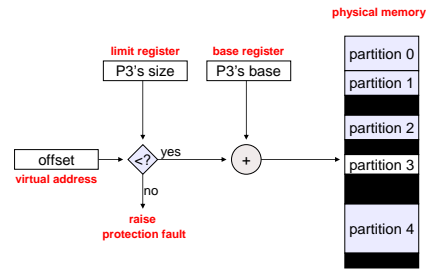 physical memory
limit register
base register
P3's size
P3's base
partition 0
partition 1
partition 2
offset
<?
yes
+
partition 3
virtual address
no
raise
protection fault
partition 4